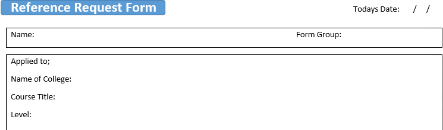 Reference Request Form
Todays Date: / /
Name: Form Group:
Applied to;
Name of College:
Course Title:
Level: